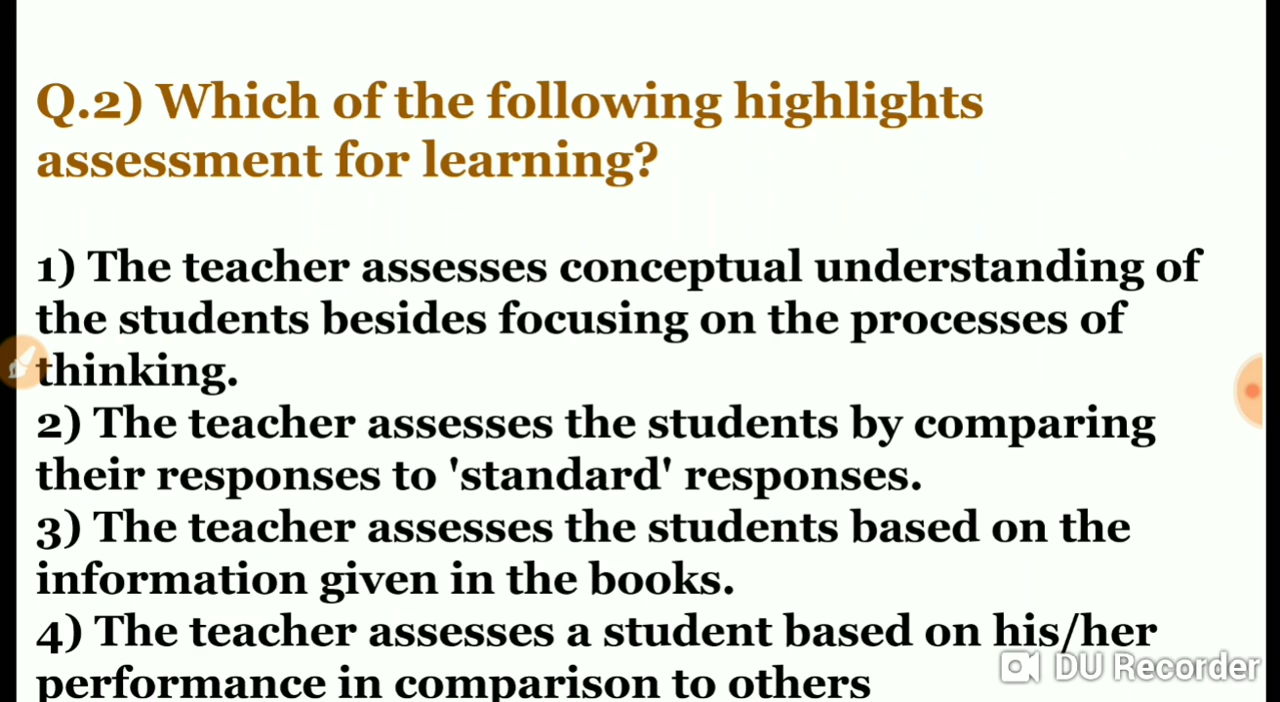 Q.2) Which of the following highlights
assessment for learning?
1) The teacher assesses conceptual understanding of
the students besides focusing on the processes of
thinking.
2) The teacher assesses the students by comparing
their responses to 'standard' responses.
3) The teacher assesses the students based on the
information given in the books.
4) The teacher assesses a student based on his/her
performance in comparison to others
DU Recorder